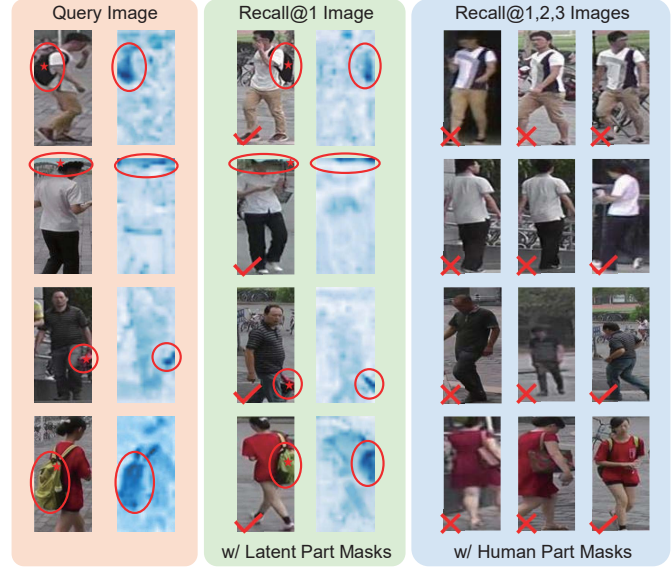 Query Image
Recall@1 Image
Recall@1,2,3 Images
w/ Latent Part Masks
w/ Human Part Masks